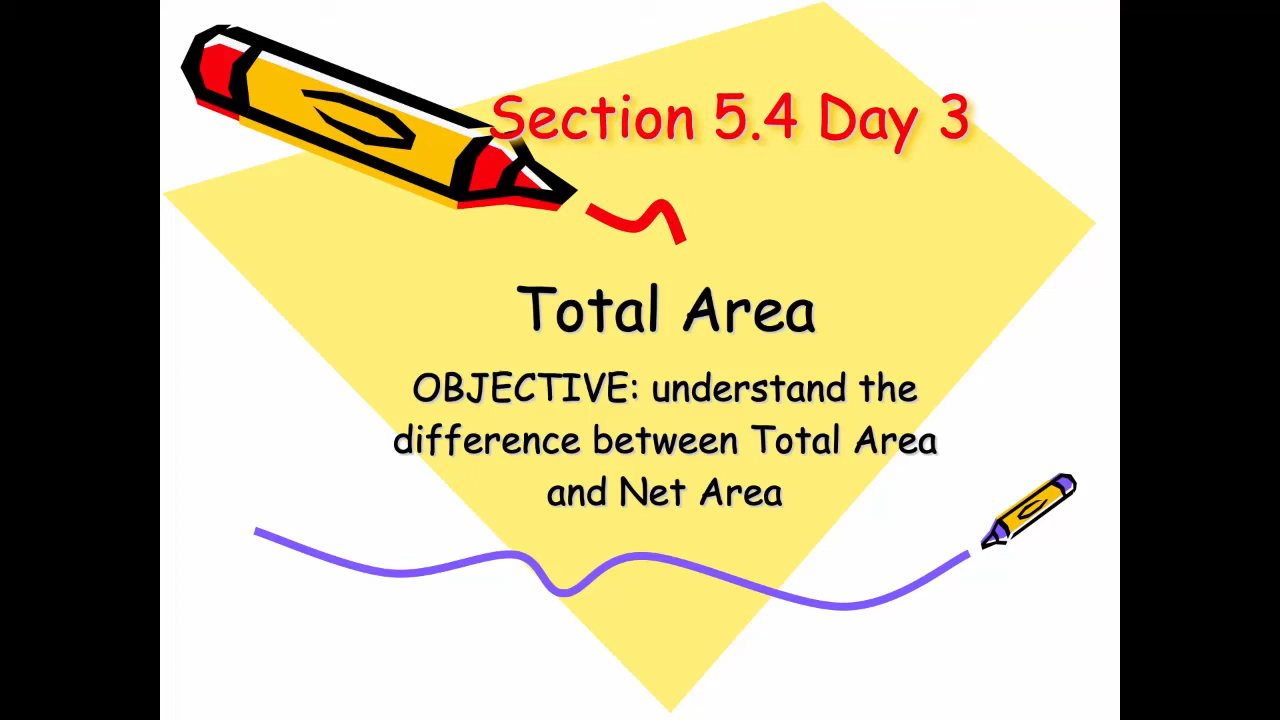 Section 5.4 Day 3
Total Area
OBJECTIVE: understand the
difference between Total Area
and Net Area